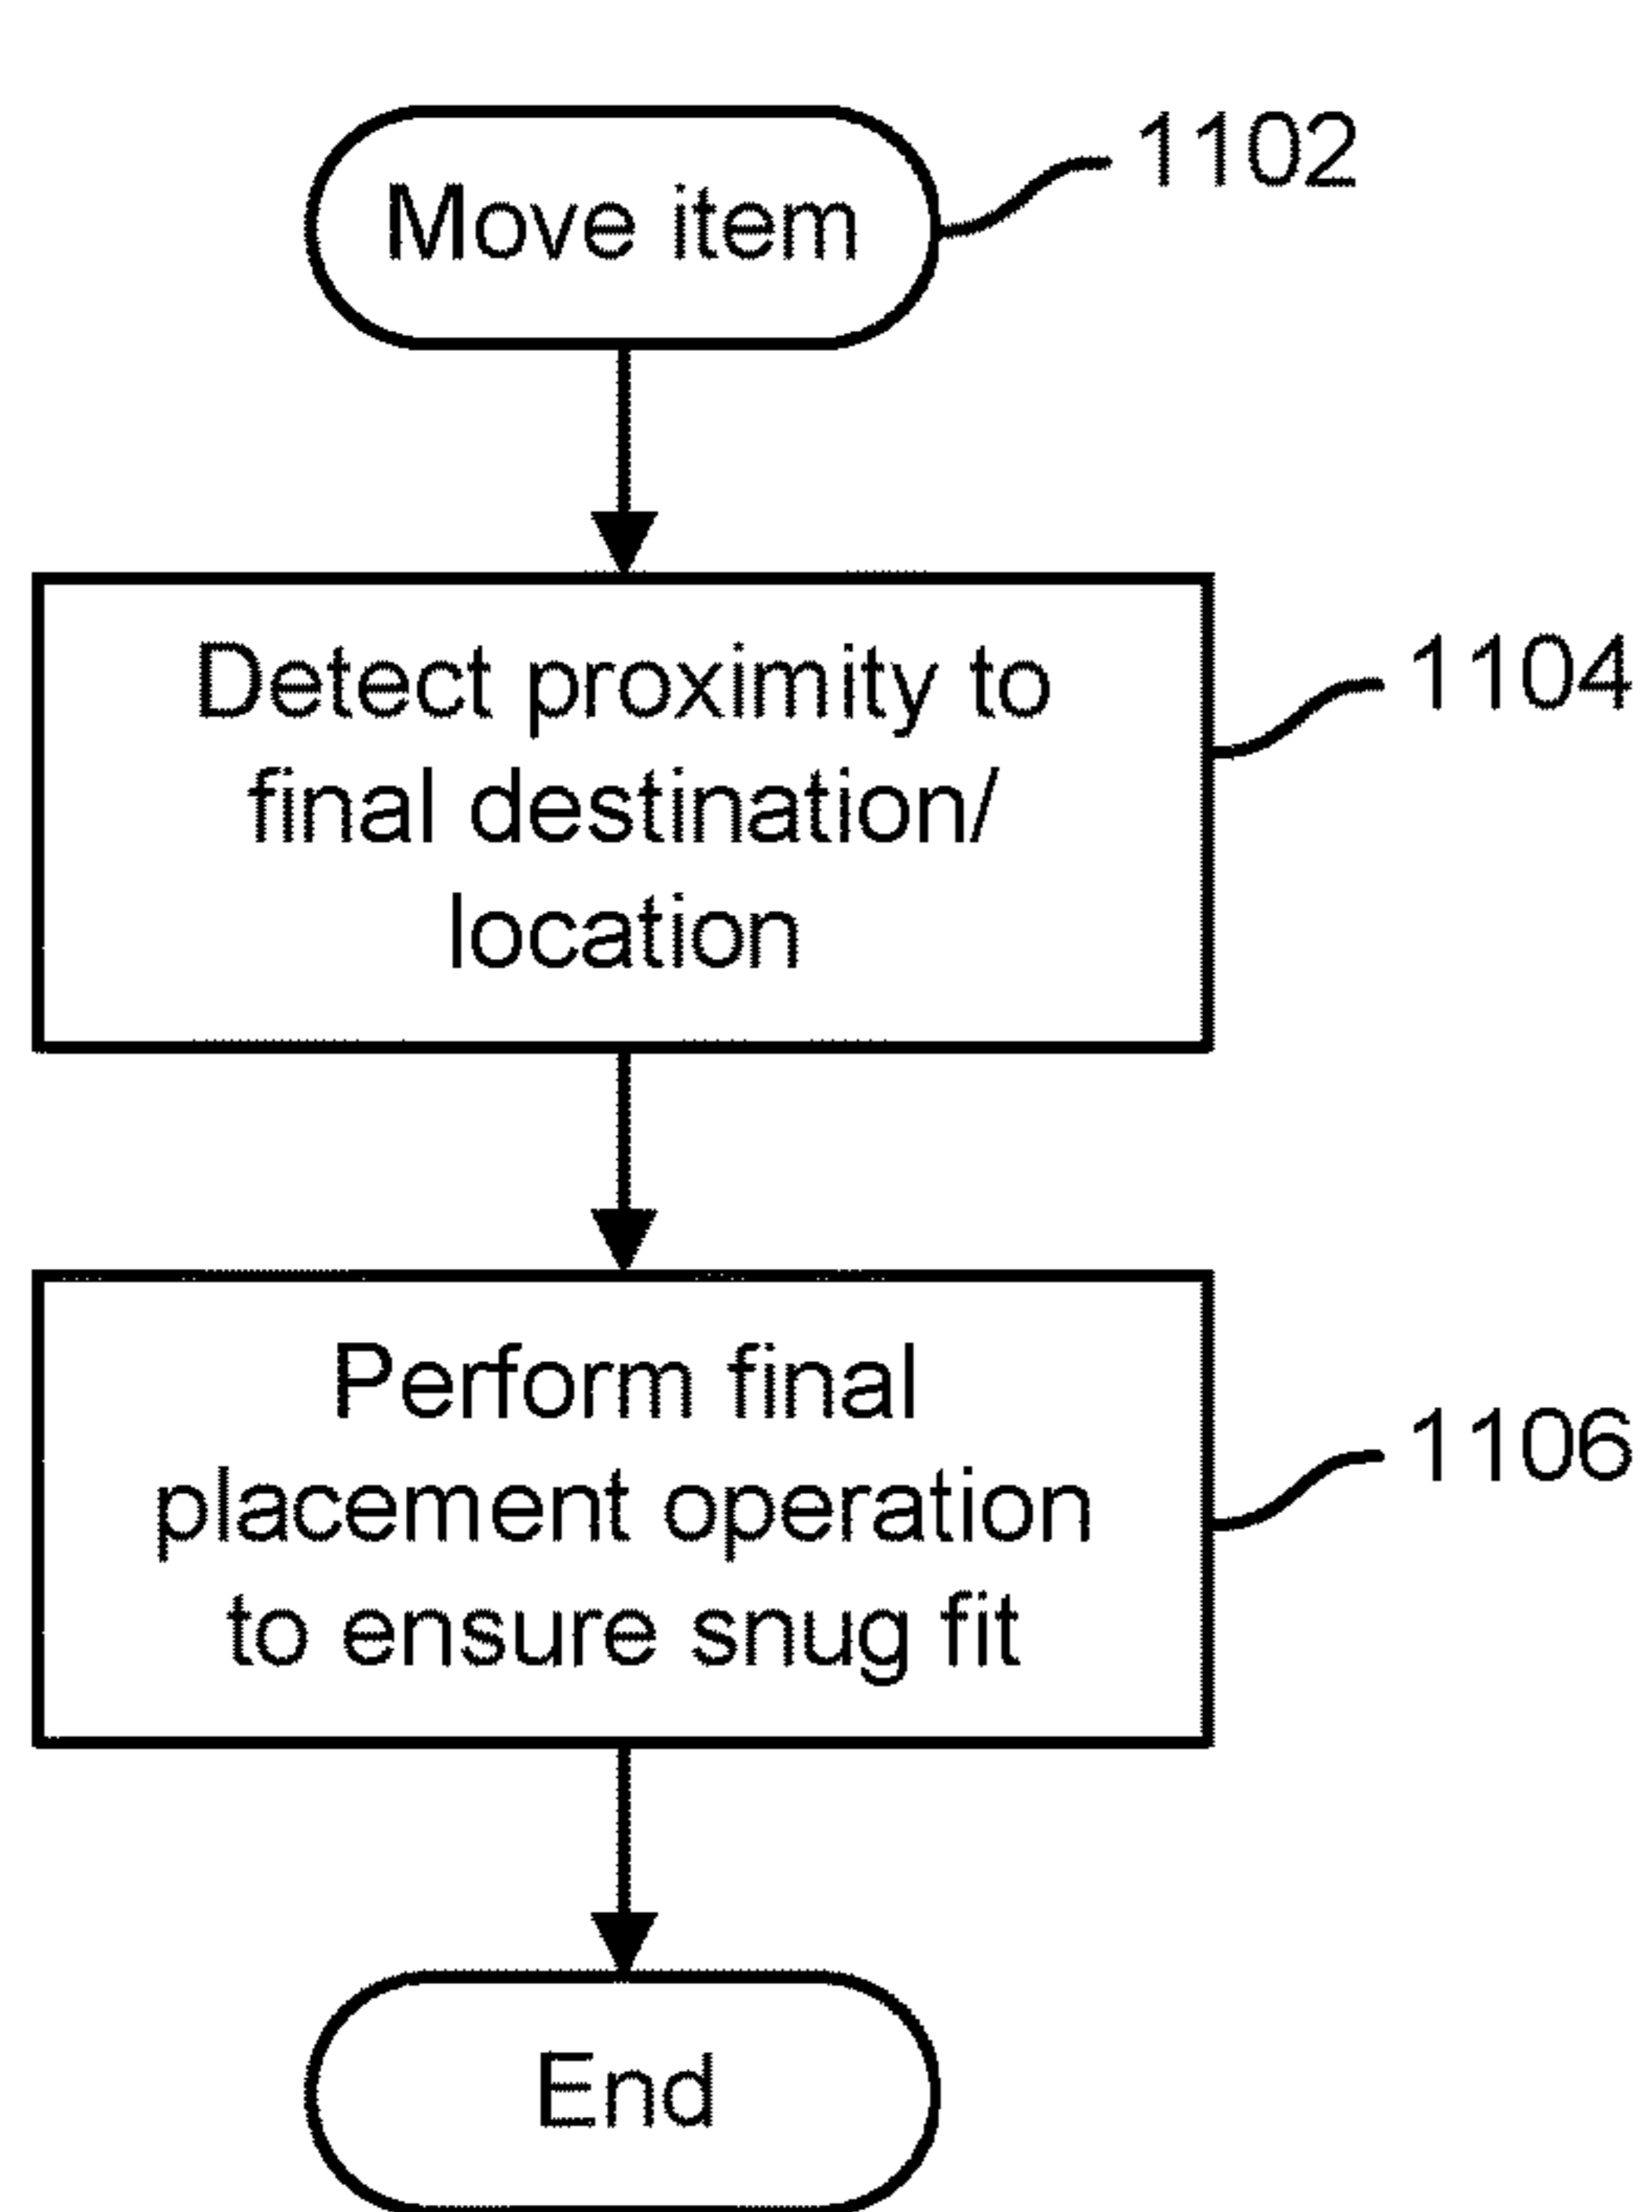 Move item
1102
Detect proximity to
final destination/
location
1104
Perform final
placement operation
to ensure snug fit
1106
End